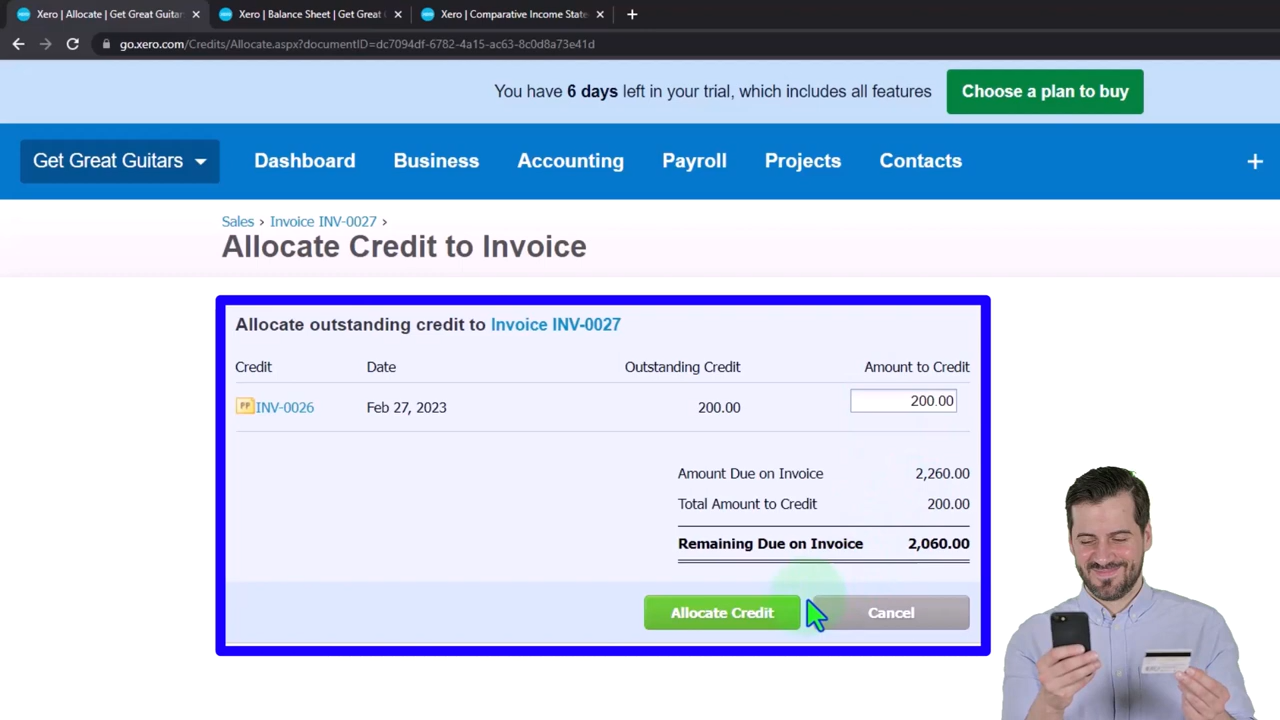 Xero | Allocate | Get Great Guitar
Xero | Balance Sheet | Get Great
Xero | Comparative Income State
go.xero.com/Credits/Allocate.aspx?documentID=dc7094df-6782-4a15-ac63-8c0d8a73e41d
You have 6 days left in your trial, which includes all features
Choose a plan to buy
Get Great Guitars Dashboard Business Accounting Payroll Projects Contacts +
Sales › Invoice INV-0027 ›
Allocate Credit to Invoice
Allocate outstanding credit to Invoice INV-0027
Credit Date Outstanding Credit Amount to Credit
PP INV-0026 Feb 27, 2023 200.00 200.00
Amount Due on Invoice 2,260.00
Total Amount to Credit 200.00
Remaining Due on Invoice 2,060.00
Allocate Credit Cancel